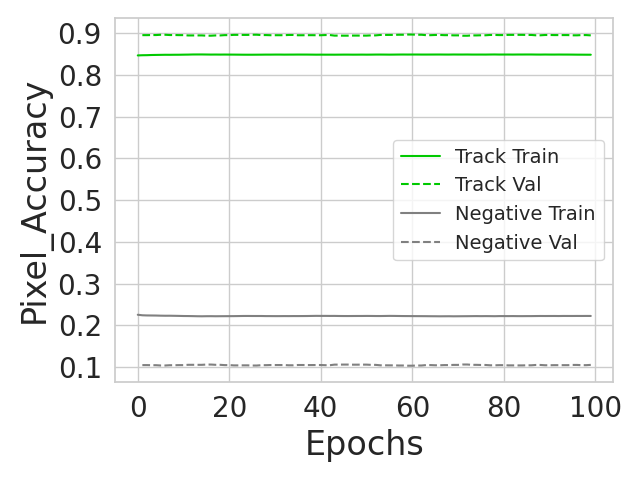 Pixel_Accuracy
0.9
0.8
0.7
0.6
0.5
0.4
0.3
0.2
0.1
Track Train
Track Val
Negative Train
Negative Val
0 20 40 60 80 100
Epochs